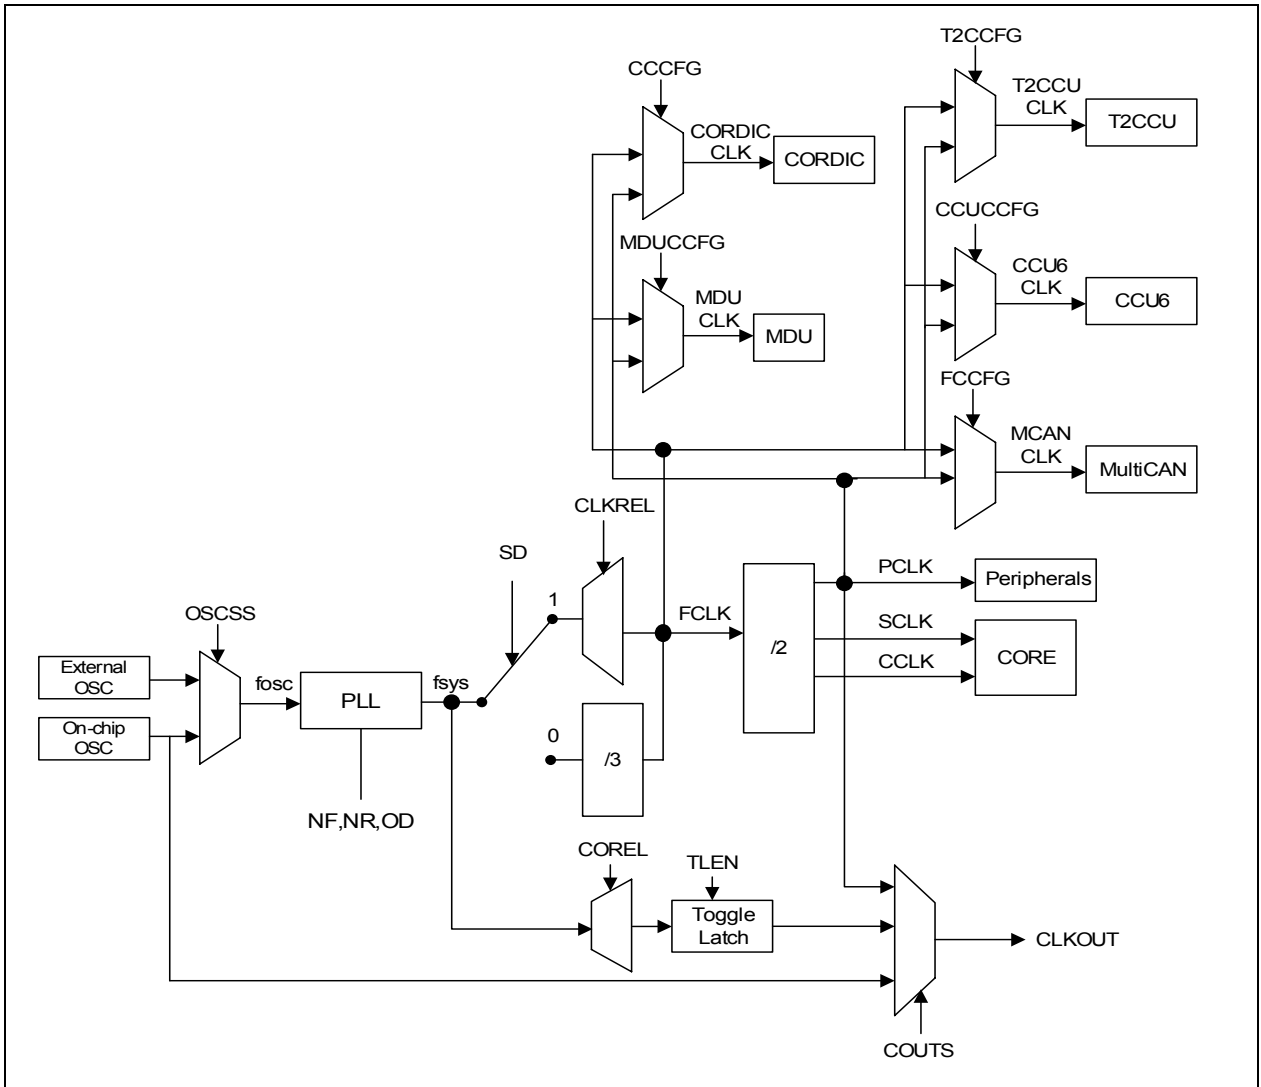 T2CCFG
CCCFG
T2CCU
CLK
T2CCU
CORDIC
CLK
CORDIC
CCUCCFG
MDUCCFG
CCU6
CLK
CCU6
MDU
CLK
MDU
FCCFG
MCAN
CLK
MultiCAN
CLKREL
SD
PCLK
Peripherals
1
OSCSS
FCLK
/2
SCLK
CCLK
CORE
External
OSC
fosc
PLL
fsys
On-chip
OSC
0
/3
NF,NR,OD
COREL
TLEN
Toggle
Latch
CLKOUT
COUTS